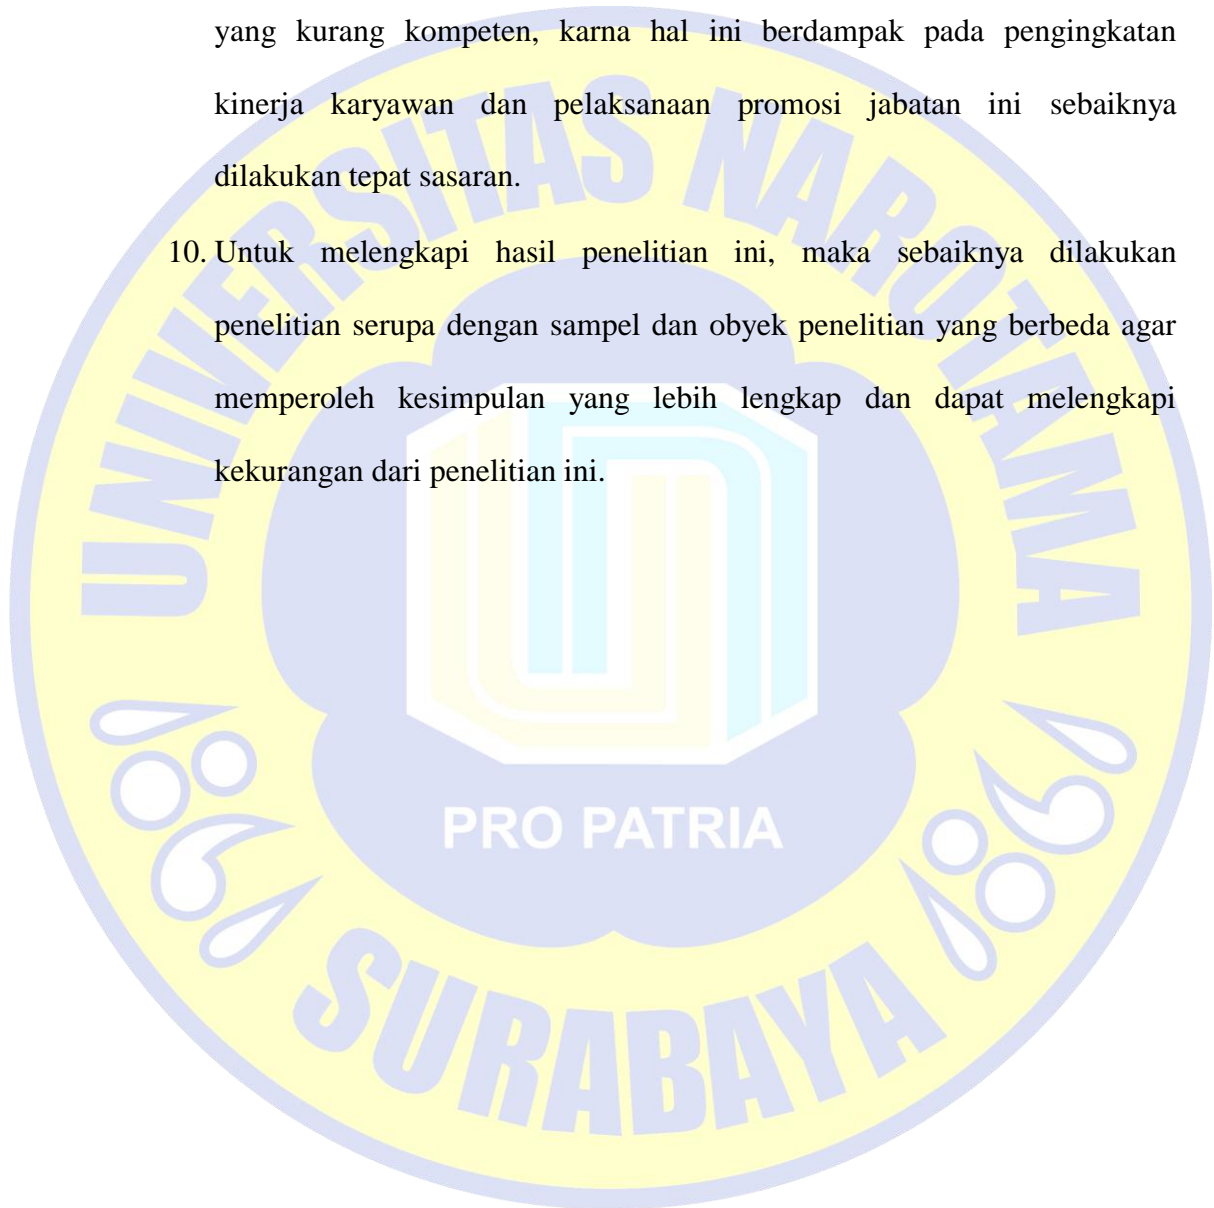 yang kurang kompeten, karna hal ini berdampak pada pengingkatan
kinerja karyawan dan pelaksanaan promosi jabatan ini sebaiknya
dilakukan tepat sasaran.
10. Untuk melengkapi hasil penelitian ini, maka sebaiknya dilakukan
penelitian serupa dengan sampel dan obyek penelitian yang berbeda agar
memperoleh kesimpulan yang lebih lengkap dan dapat melengkapi
kekurangan dari penelitian ini.
UNIVERSITAS NAROTAMA
PRO PATRIA
SURABAYA